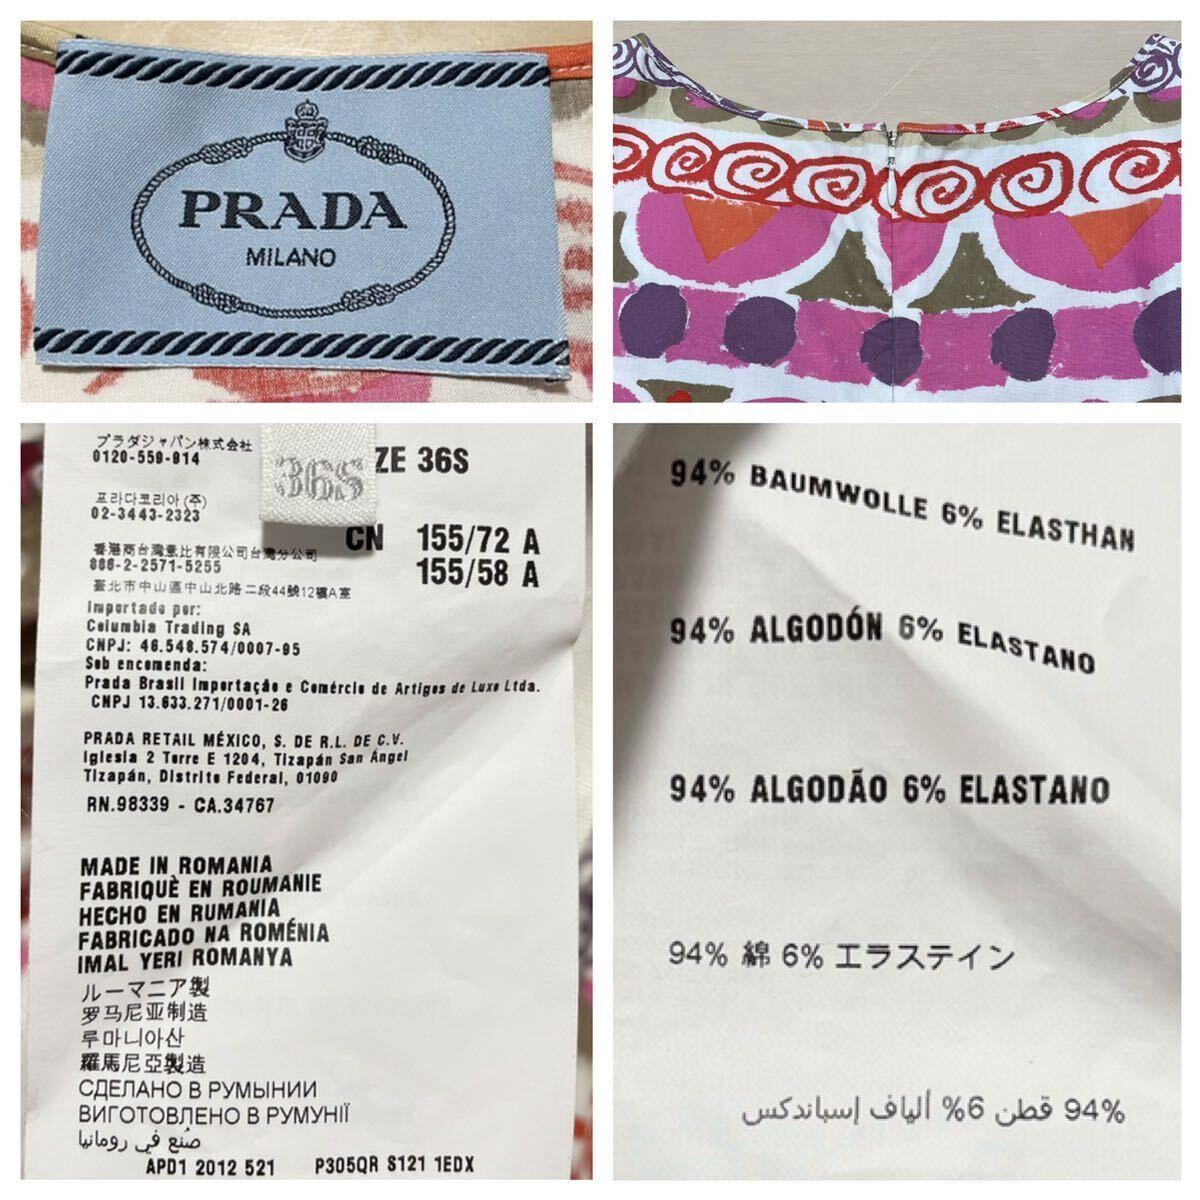 PRADA
MILANO
プラダジャパン株式会社
0120-559-914
프라다코리아 (주)
02-3443-2323
香港商台灣普比有限公司台灣分公司
886-2-2571-5255
臺北市中山區中山北路二段44號12樓A室
Importado por:
Columbia Trading SA
CNPJ: 46.548.574/0007-95
Sob encomenda:
Prada Brasil Importação e Comércio de Artigos de Luxo Ltda.
CNPJ 13.633.271/0001-26
PRADA RETAIL MÉXICO, S. DE R.L. DE C.V.
Iglesia 2 Torre E 1204, Tizapán San Ángel
Tizapán, Distrito Federal, 01090
RN.98339 - CA.34767
36S
ZE 36S
CN 155/72 A
155/58 A
MADE IN ROMANIA
FABRIQUÈ EN ROUMANIE
HECHO EN RUMANIA
FABRICADO NA ROMÉNIA
IMAL YERI ROMANYA
ルーマニア製
罗马尼亚制造
루마니아산
羅馬尼亞製造
СДЕЛАНО В РУМЫНИИ
ВИГОТОВЛЕНО В РУМУНІЇ
صنع في رومانيا
APD1 2012 521 P305QR S121 1EDX
94% BAUMWOLLE 6% ELASTHAN
94% ALGODÓN 6% ELASTANO
94% ALGODÃO 6% ELASTANO
94% 綿 6% エラステイン
94% قطن 6% ألياف إسباندكس